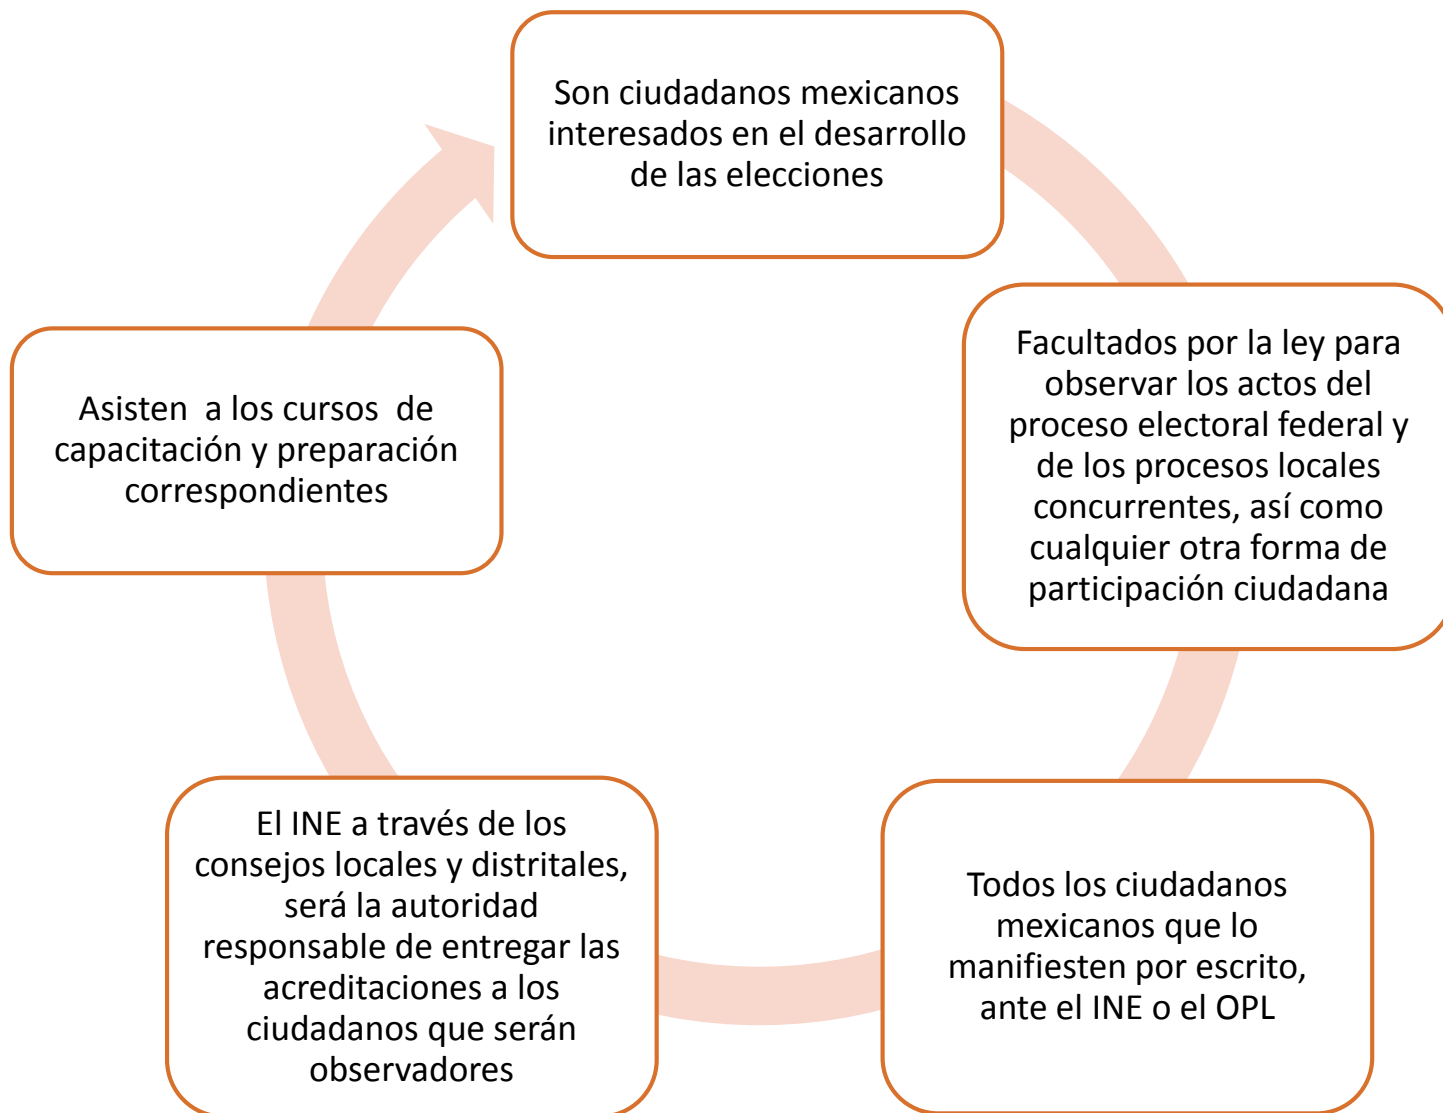 Son ciudadanos mexicanos
interesados en el desarrollo
de las elecciones
Facultados por la ley para
observar los actos del
proceso electoral federal y
de los procesos locales
concurrentes, así como
cualquier otra forma de
participación ciudadana
Todos los ciudadanos
mexicanos que lo
manifiesten por escrito,
ante el INE o el OPL
El INE a través de los
consejos locales y distritales,
será la autoridad
responsable de entregar las
acreditaciones a los
ciudadanos que serán
observadores
Asisten  a los cursos  de
capacitación y preparación
correspondientes